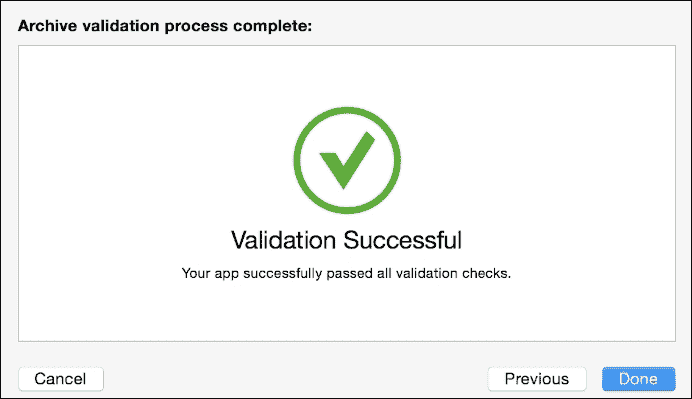 Archive validation process complete:
Validation Successful
Your app successfully passed all validation checks.
Cancel
Previous
Done